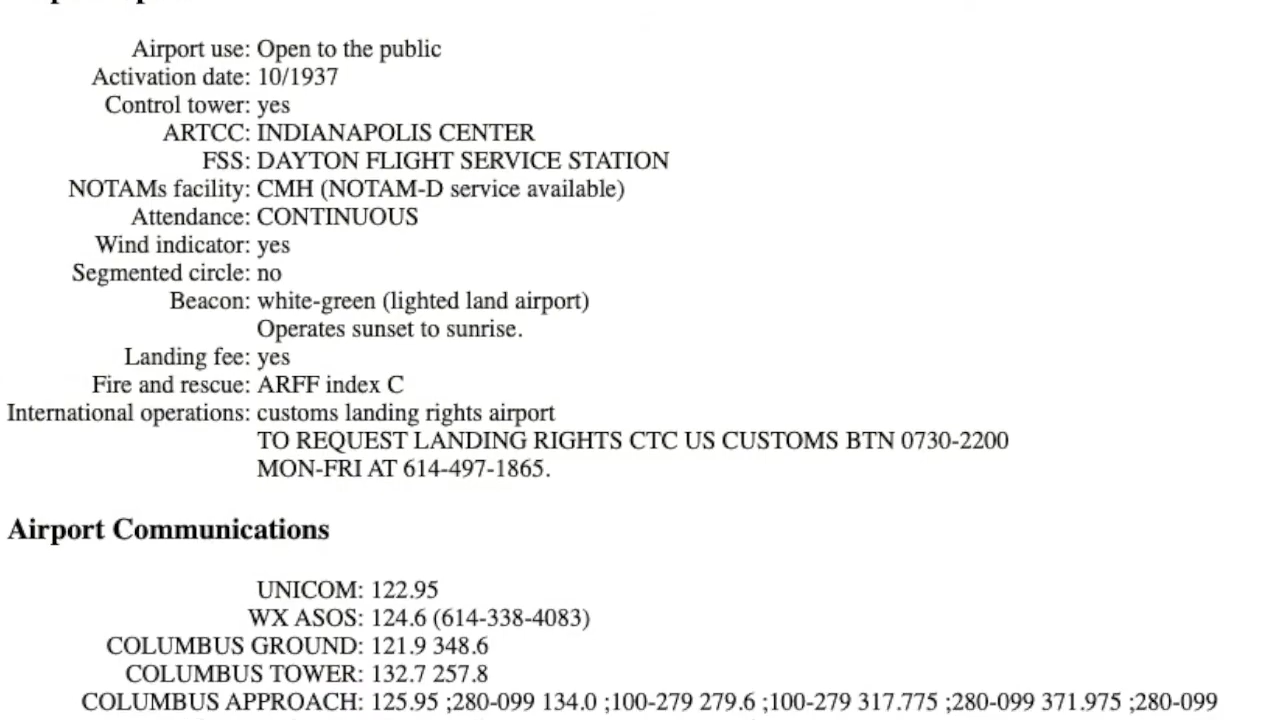 Airport use: Open to the public
Activation date: 10/1937
Control tower: yes
ARTCC: INDIANAPOLIS CENTER
FSS: DAYTON FLIGHT SERVICE STATION
NOTAMs facility: CMH (NOTAM-D service available)
Attendance: CONTINUOUS
Wind indicator: yes
Segmented circle: no
Beacon: white-green (lighted land airport)
Operates sunset to sunrise.
Landing fee: yes
Fire and rescue: ARFF index C
International operations: customs landing rights airport
TO REQUEST LANDING RIGHTS CTC US CUSTOMS BTN 0730-2200
MON-FRI AT 614-497-1865.
Airport Communications
UNICOM: 122.95
WX ASOS: 124.6 (614-338-4083)
COLUMBUS GROUND: 121.9 348.6
COLUMBUS TOWER: 132.7 257.8
COLUMBUS APPROACH: 125.95 ;280-099 134.0 ;100-279 279.6 ;100-279 317.775 ;280-099 371.975 ;280-099